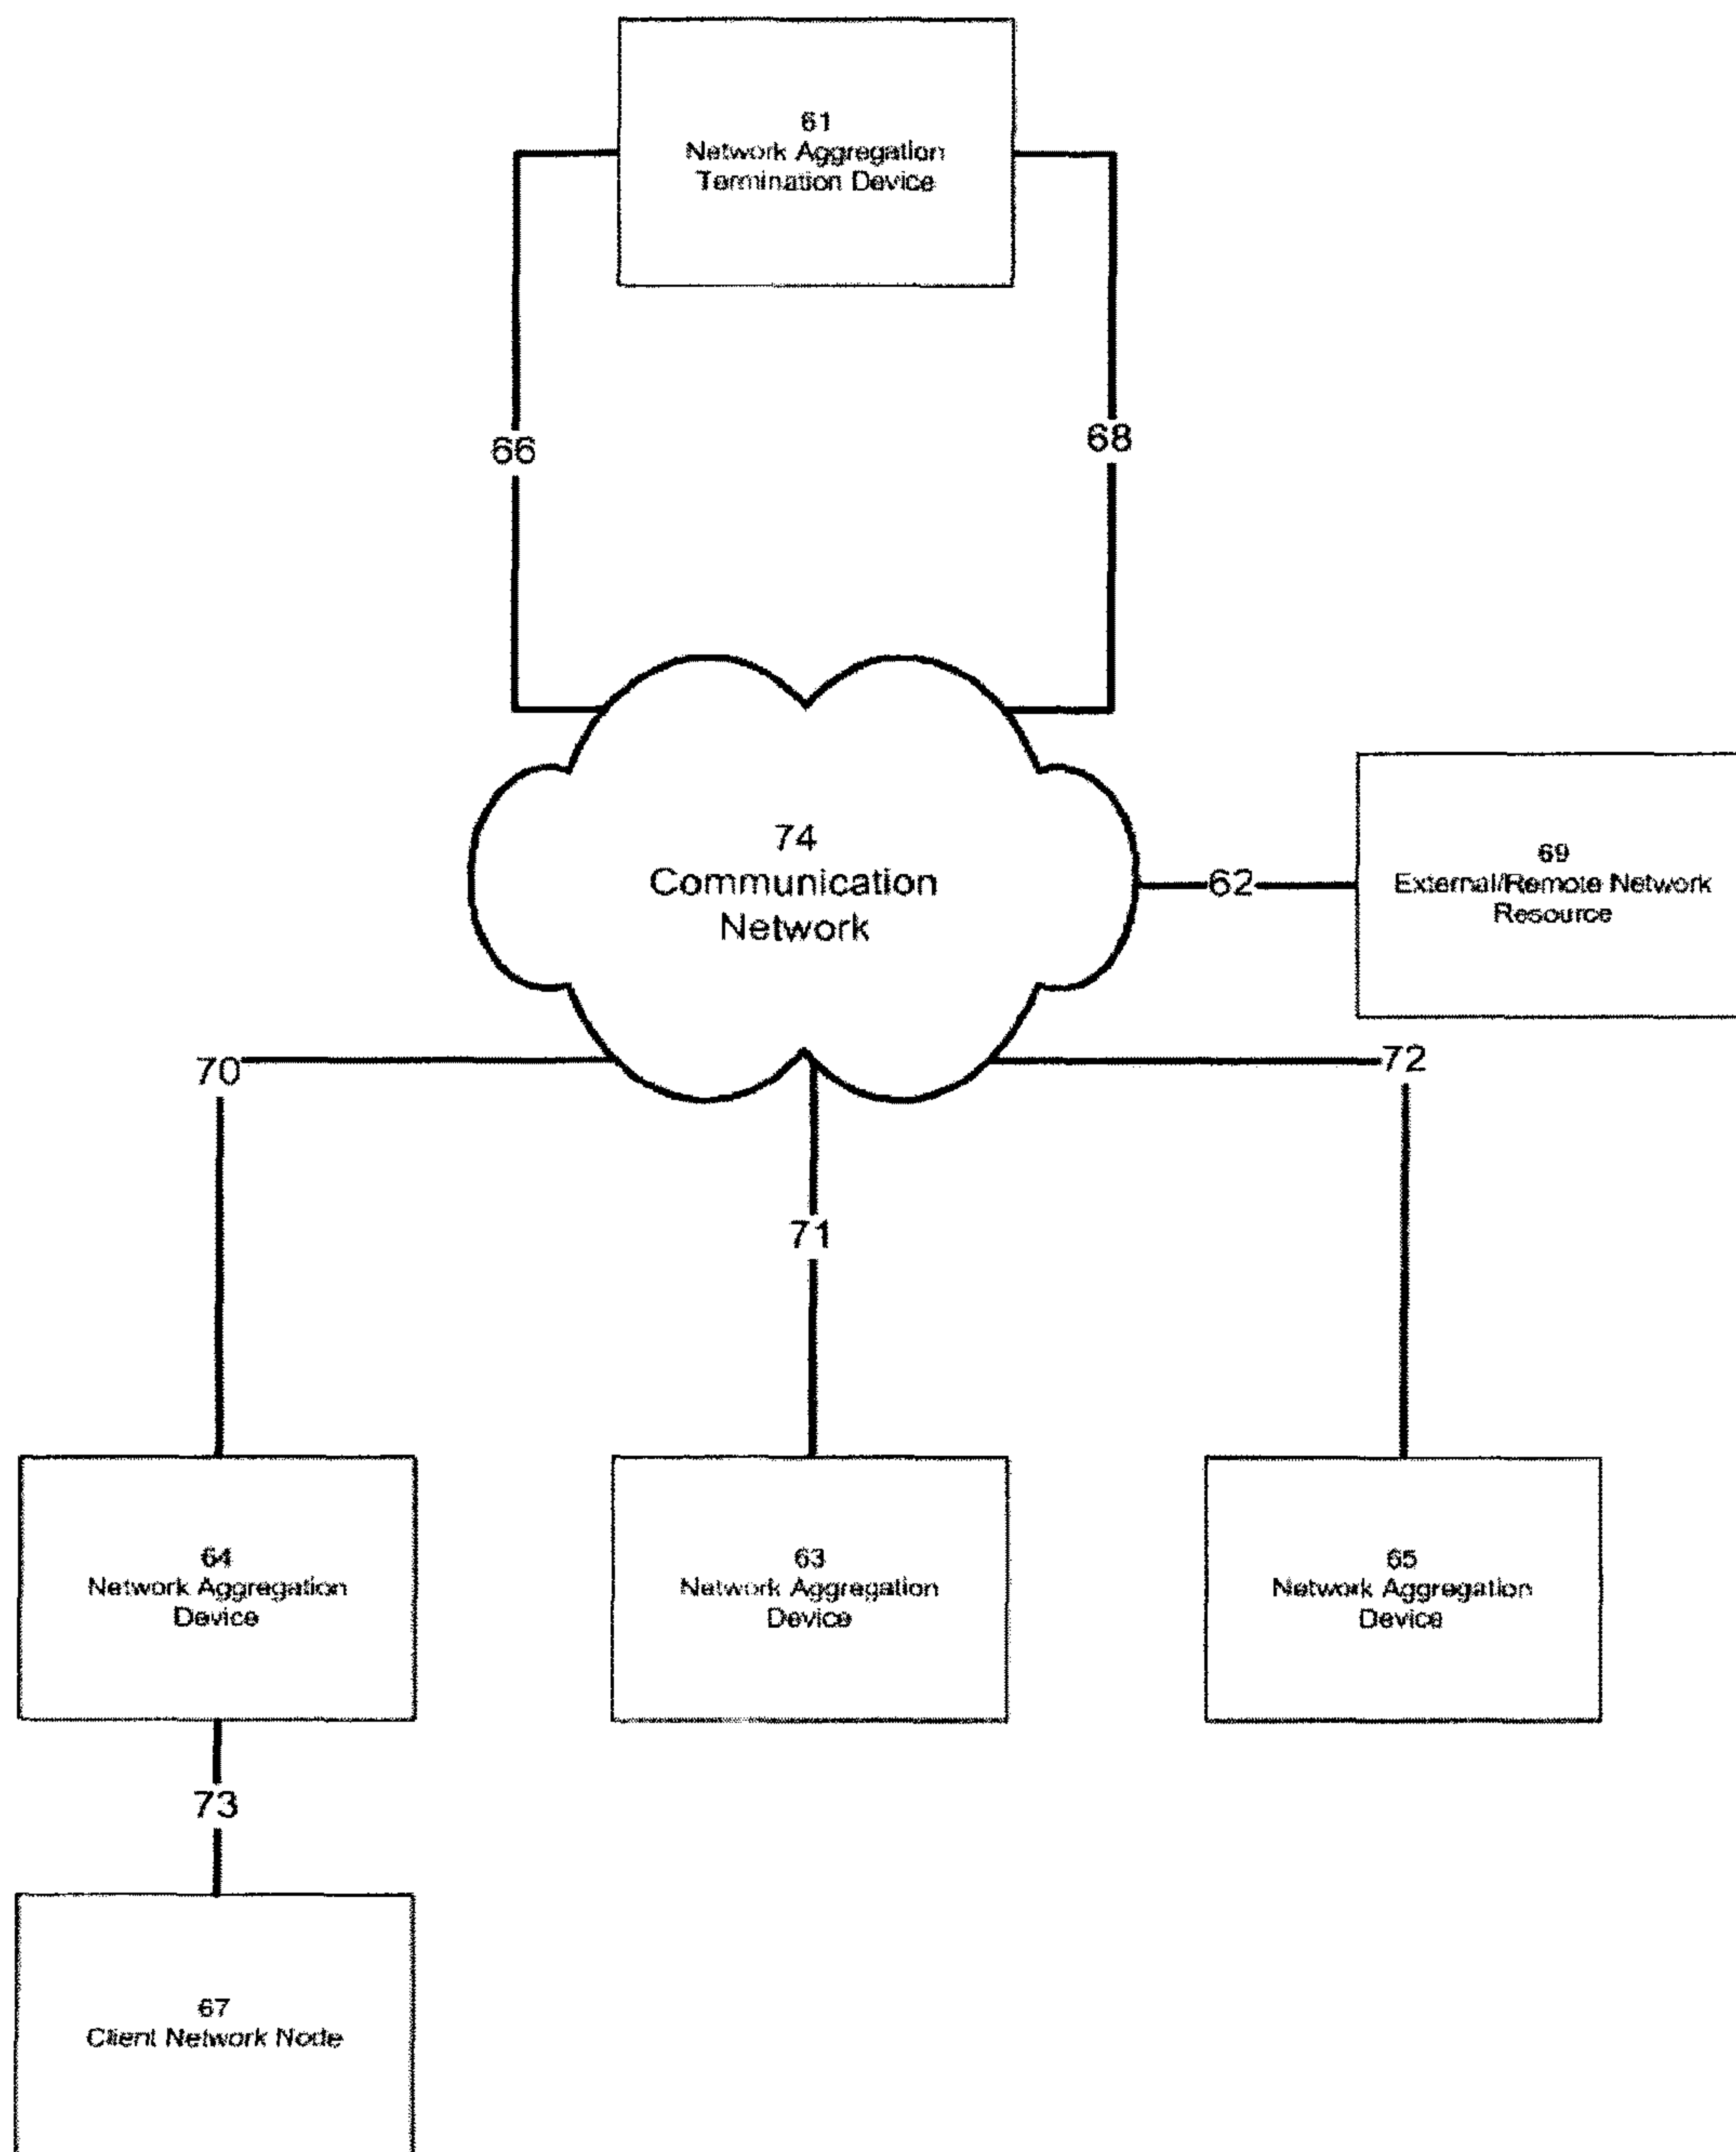 61
Network Aggregation
Termination Device
66
68
74
Communication
Network
62
69
External/Remote Network
Resource
70
72
71
64
Network Aggregation
Device
63
Network Aggregation
Device
65
Network Aggregation
Device
73
67
Client Network Node